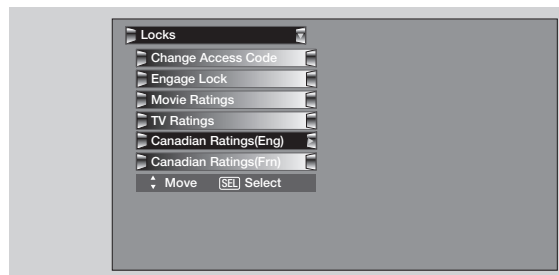 Locks
Change Access Code
Engage Lock
Movie Ratings
TV Ratings
Canadian Ratings(Eng)
Canadian Ratings(Frn)
Move SEL Select